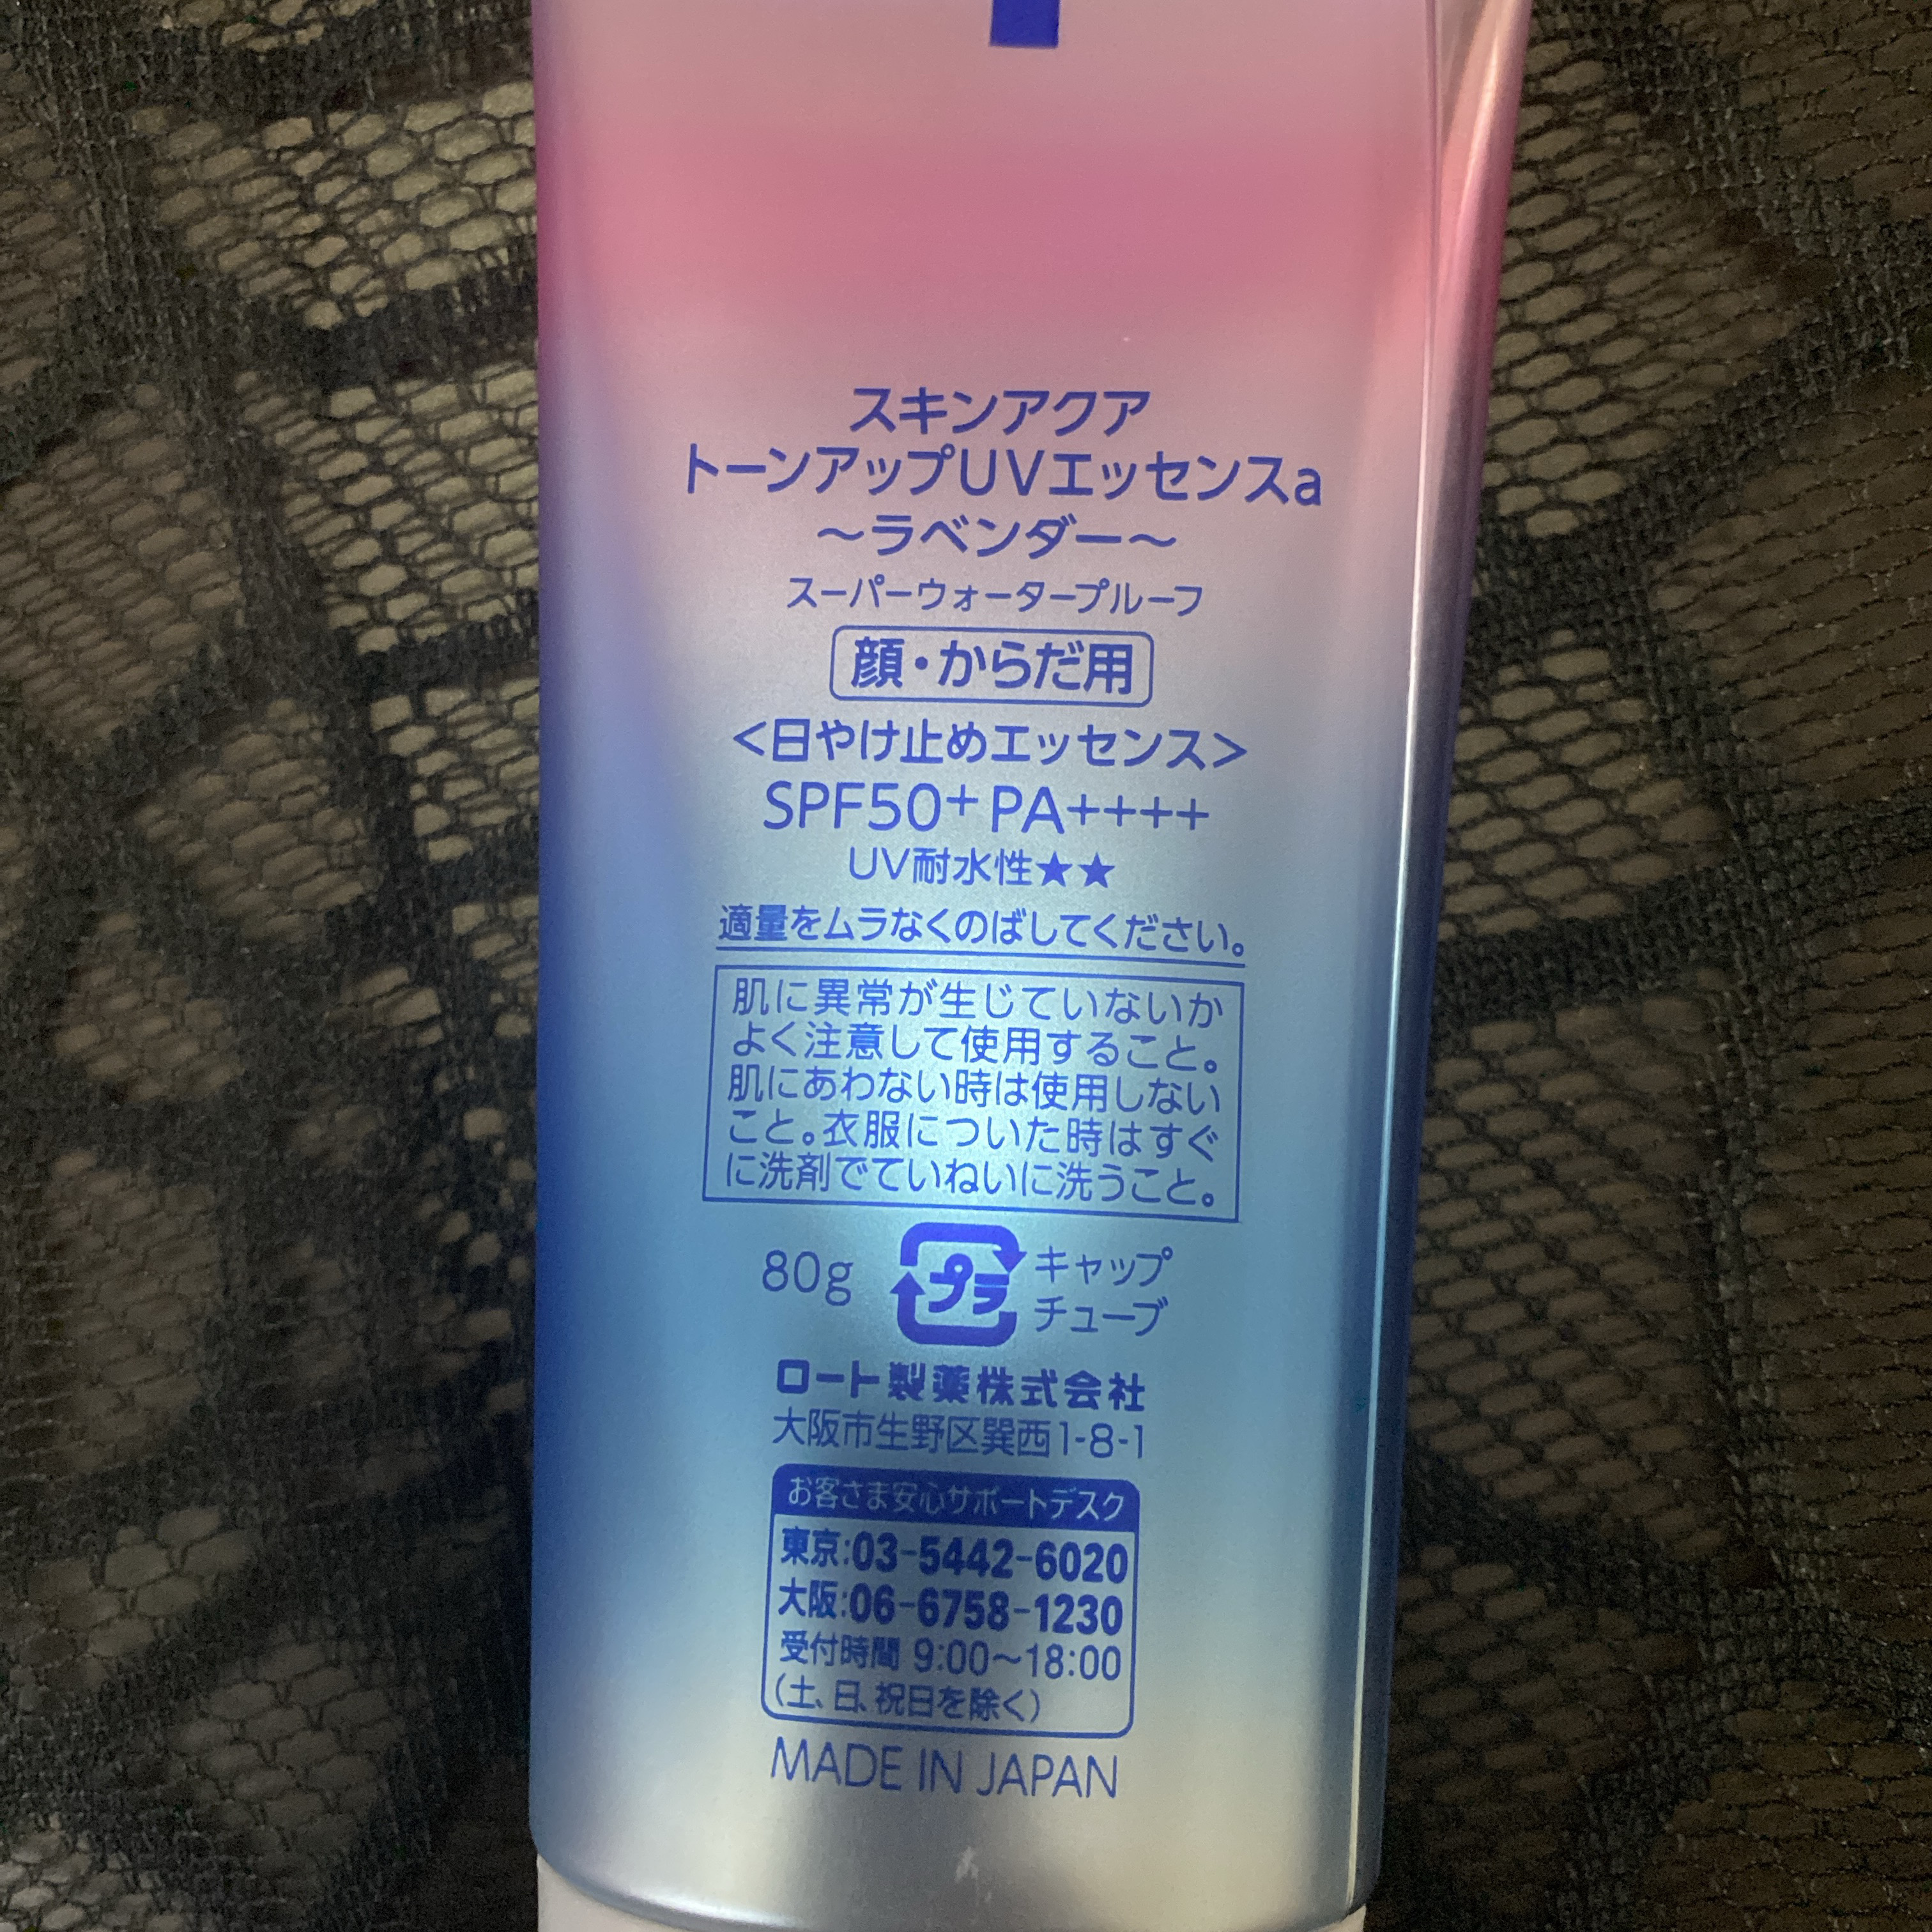 スキンアクア
トーンアップUVエッセンスa
〜ラベンダー〜
スーパーウォータープルーフ
顔・からだ用
<日やけ止めエッセンス>
SPF50+ PA++++
UV耐水性★★
適量をムラなくのばしてください。
肌に異常が生じていないか
よく注意して使用すること。
肌にあわない時は使用しない
こと。衣服についた時はすぐ
に洗剤でていねいに洗うこと。
80g プラ キャップ
チューブ
ロート製薬株式会社
大阪市生野区巽西1-8-1
お客さま安心サポートデスク
東京:03-5442-6020
大阪:06-6758-1230
受付時間 9:00〜18:00
(土、日、祝日を除く)
MADE IN JAPAN